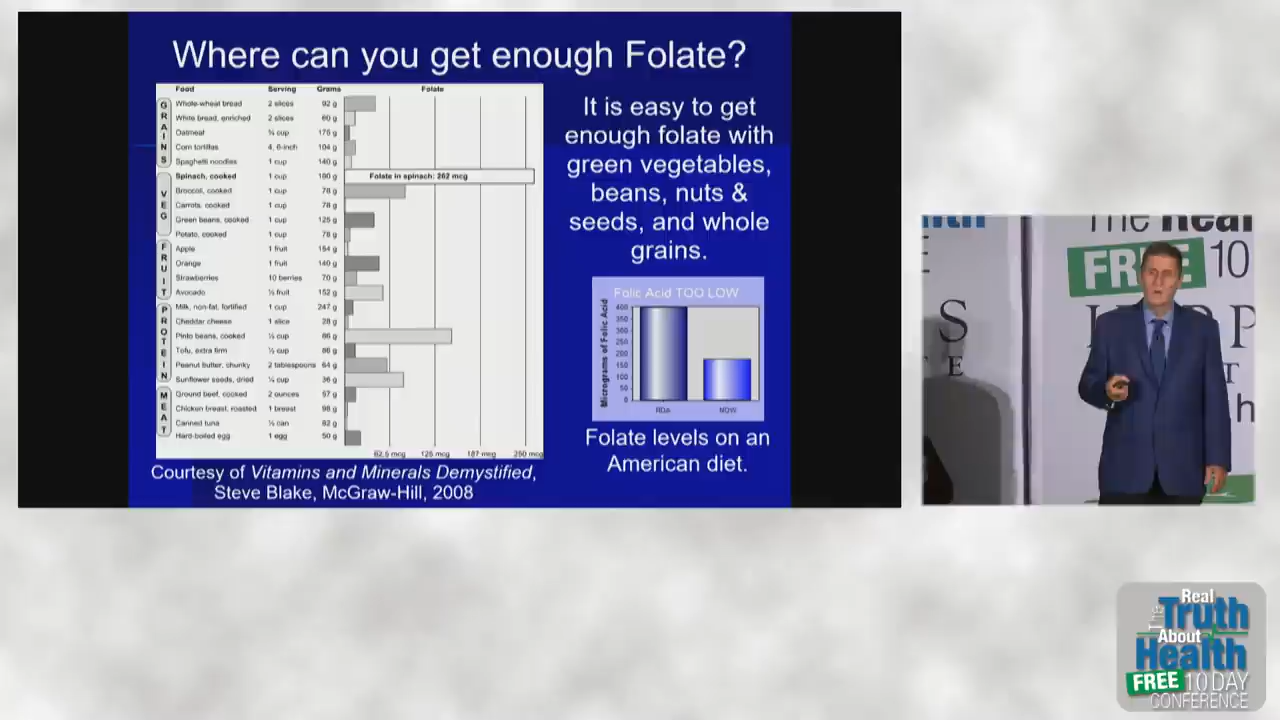 Where can you get enough Folate?
Food Serving Grams Folate
GRAINS
Whole-wheat bread 2 slices 92 g
White bread, enriched 2 slices 60 g
Oatmeal ¾ cup 175 g
Corn tortillas 4, 6-inch 104 g
Spaghetti noodles 1 cup 140 g
VEG
Spinach, cooked 1 cup 180 g Folate in spinach: 262 mcg
Broccoli, cooked 1 cup 78 g
Carrots, cooked 1 cup 78 g
Green beans, cooked 1 cup 125 g
Potato, cooked 1 cup 78 g
FRUIT
Apple 1 fruit 154 g
Orange 1 fruit 140 g
Strawberries 10 berries 70 g
Avocado ½ fruit 152 g
PROTEIN
Milk, non-fat, fortified 1 cup 247 g
Cheddar cheese 1 slice 28 g
Pinto beans, cooked ½ cup 86 g
Tofu, extra firm ½ cup 86 g
Peanut butter, chunky 2 tablespoons 64 g
Sunflower seeds, dried ¼ cup 36 g
MEAT
Ground beef, cooked 2 ounces 57 g
Chicken breast, roasted 1 breast 98 g
Canned tuna ½ can 82 g
Hard-boiled egg 1 egg 50 g
62.5 mcg 125 mcg 187 mcg 250 mcg
Courtesy of Vitamins and Minerals Demystified,
Steve Blake, McGraw-Hill, 2008
It is easy to get
enough folate with
green vegetables,
beans, nuts &
seeds, and whole
grains.
Folic Acid TOO LOW
Micrograms of Folic Acid
400
350
300
250
200
150
100
50
0
RDA NOW
Folate levels on an
American diet.
The Real
FREE 10
S
E
h
The Real
Truth
About
Health
FREE 10 DAY
CONFERENCE